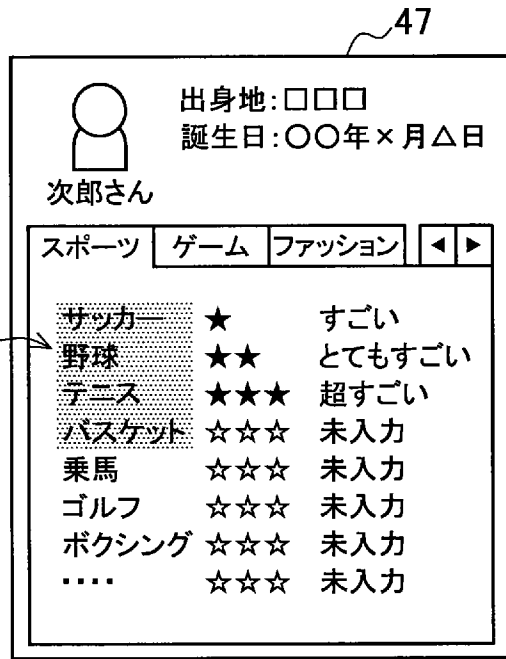 47
出身地:□□□
誕生日:○○年×月△日
次郎さん
スポーツ ゲーム ファッション ◀ ▶
サッカー ★ すごい
野球 ★★ とてもすごい
テニス ★★★ 超すごい
バスケット ☆☆☆ 未入力
乗馬 ☆☆☆ 未入力
ゴルフ ☆☆☆ 未入力
ボクシング ☆☆☆ 未入力
・・・・ ☆☆☆ 未入力